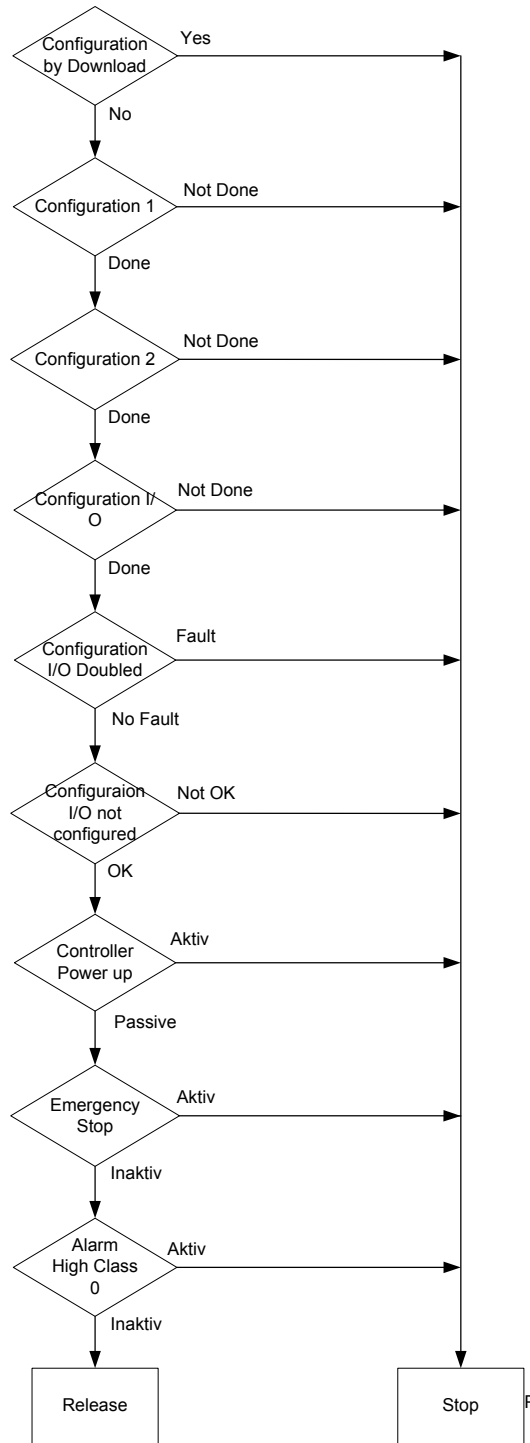 Configuration
by Download
Yes
No
Configuration 1
Not Done
Done
Configuration 2
Not Done
Done
Configuration I/
O
Not Done
Done
Configuration
I/O Doubled
Fault
No Fault
Configuraion
I/O not
configured
Not OK
OK
Controller
Power up
Aktiv
Passive
Emergency
Stop
Aktiv
Inaktiv
Alarm
High Class
0
Aktiv
Inaktiv
Release
Stop